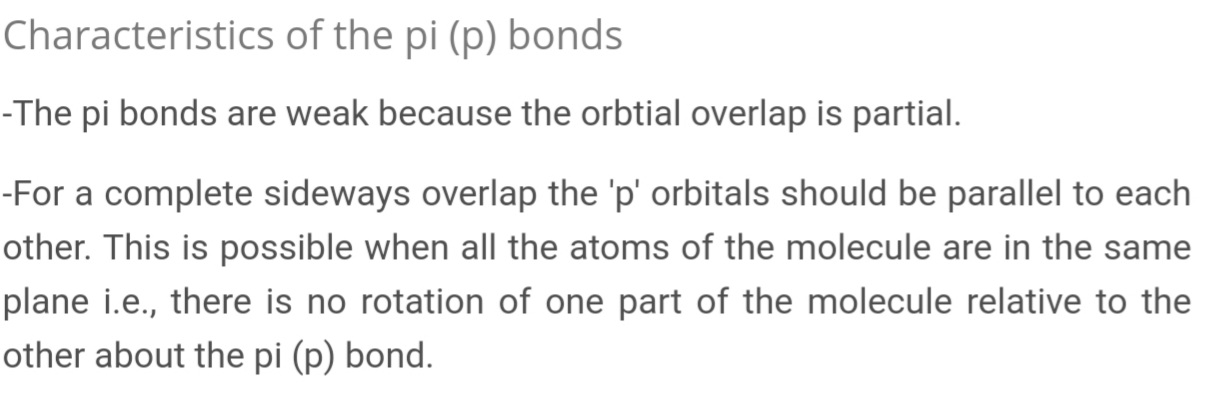 Characteristics of the pi (p) bonds
-The pi bonds are weak because the orbtial overlap is partial.
-For a complete sideways overlap the 'p' orbitals should be parallel to each
other. This is possible when all the atoms of the molecule are in the same
plane i.e., there is no rotation of one part of the molecule relative to the
other about the pi (p) bond.